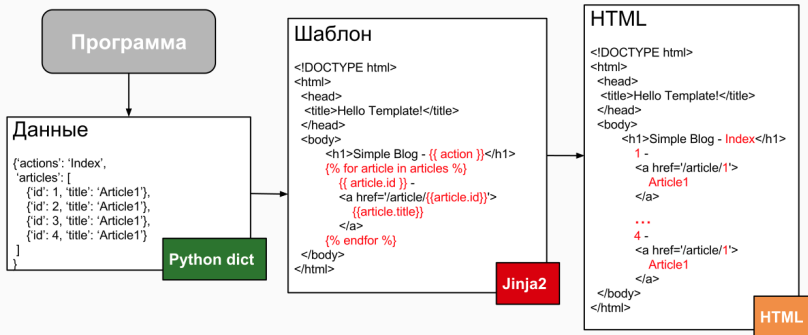 Программа
Данные
{‘actions’: ‘Index’,
‘articles’: [
{‘id’: 1, ‘title’: ‘Article1’},
{‘id’: 2, ‘title’: ‘Article1’},
{‘id’: 3, ‘title’: ‘Article1’},
{‘id’: 4, ‘title’: ‘Article1’}
]
}
Python dict
Шаблон
<!DOCTYPE html>
<html>
<head>
<title>Hello Template!</title>
</head>
<body>
<h1>Simple Blog - {{ action }}</h1>
{% for article in articles %}
{{ article.id }} -
<a href='/article/{{article.id}}'>
{{article.title}}
</a>
{% endfor %}
</body>
</html>
Jinja2
HTML
<!DOCTYPE html>
<html>
<head>
<title>Hello Template!</title>
</head>
<body>
<h1>Simple Blog - Index</h1>
1 -
<a href='/article/1'>
Article1
</a>
...
4 -
<a href='/article/1'>
Article1
</a>
</body>
</html>
HTML